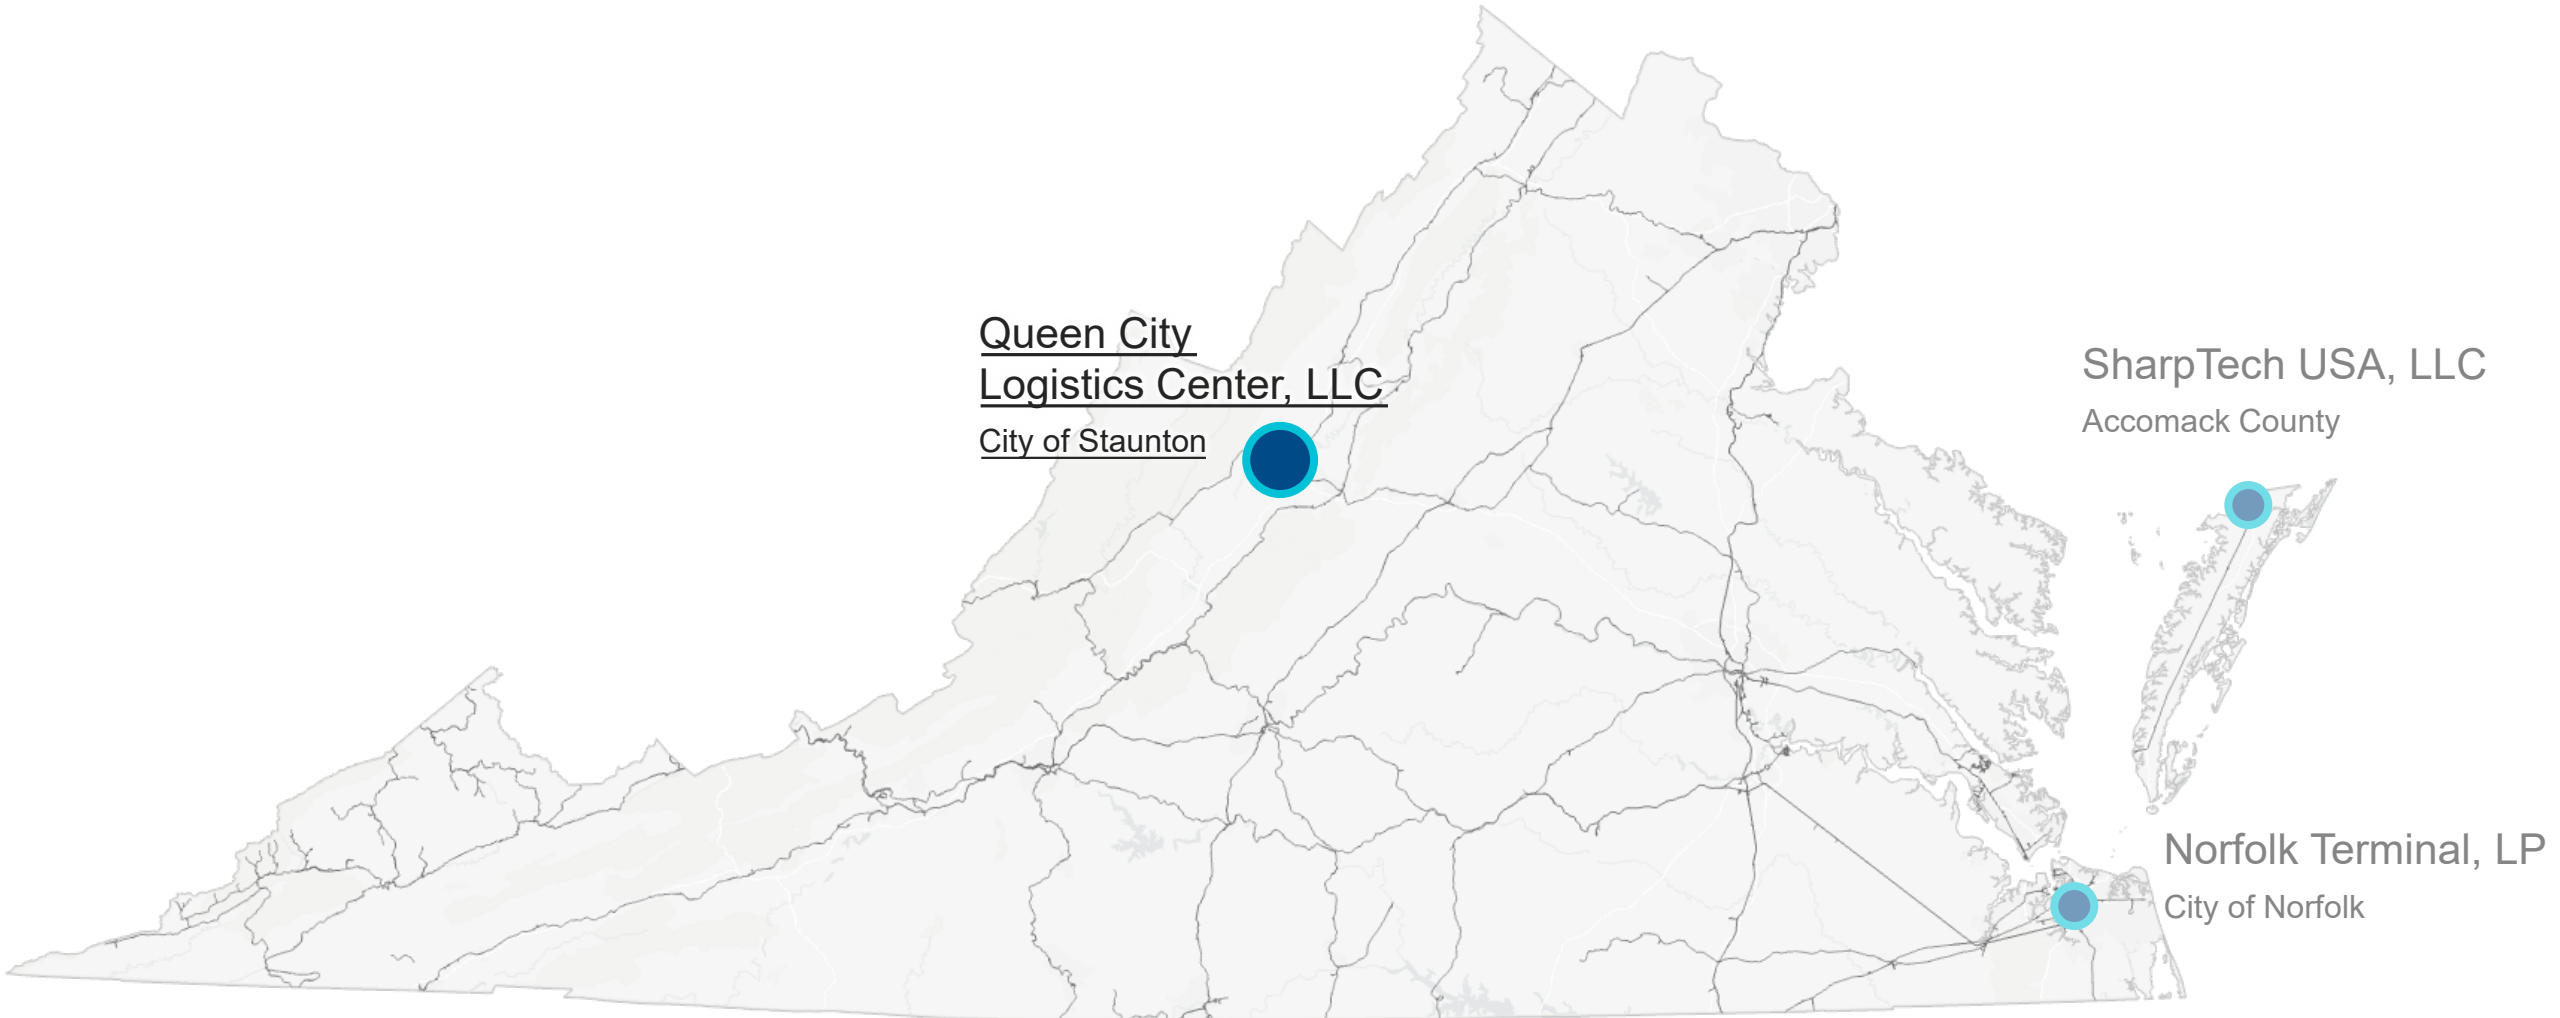 Queen City
Logistics Center, LLC
City of Staunton
SharpTech USA, LLC
Accomack County
Norfolk Terminal, LP
City of Norfolk